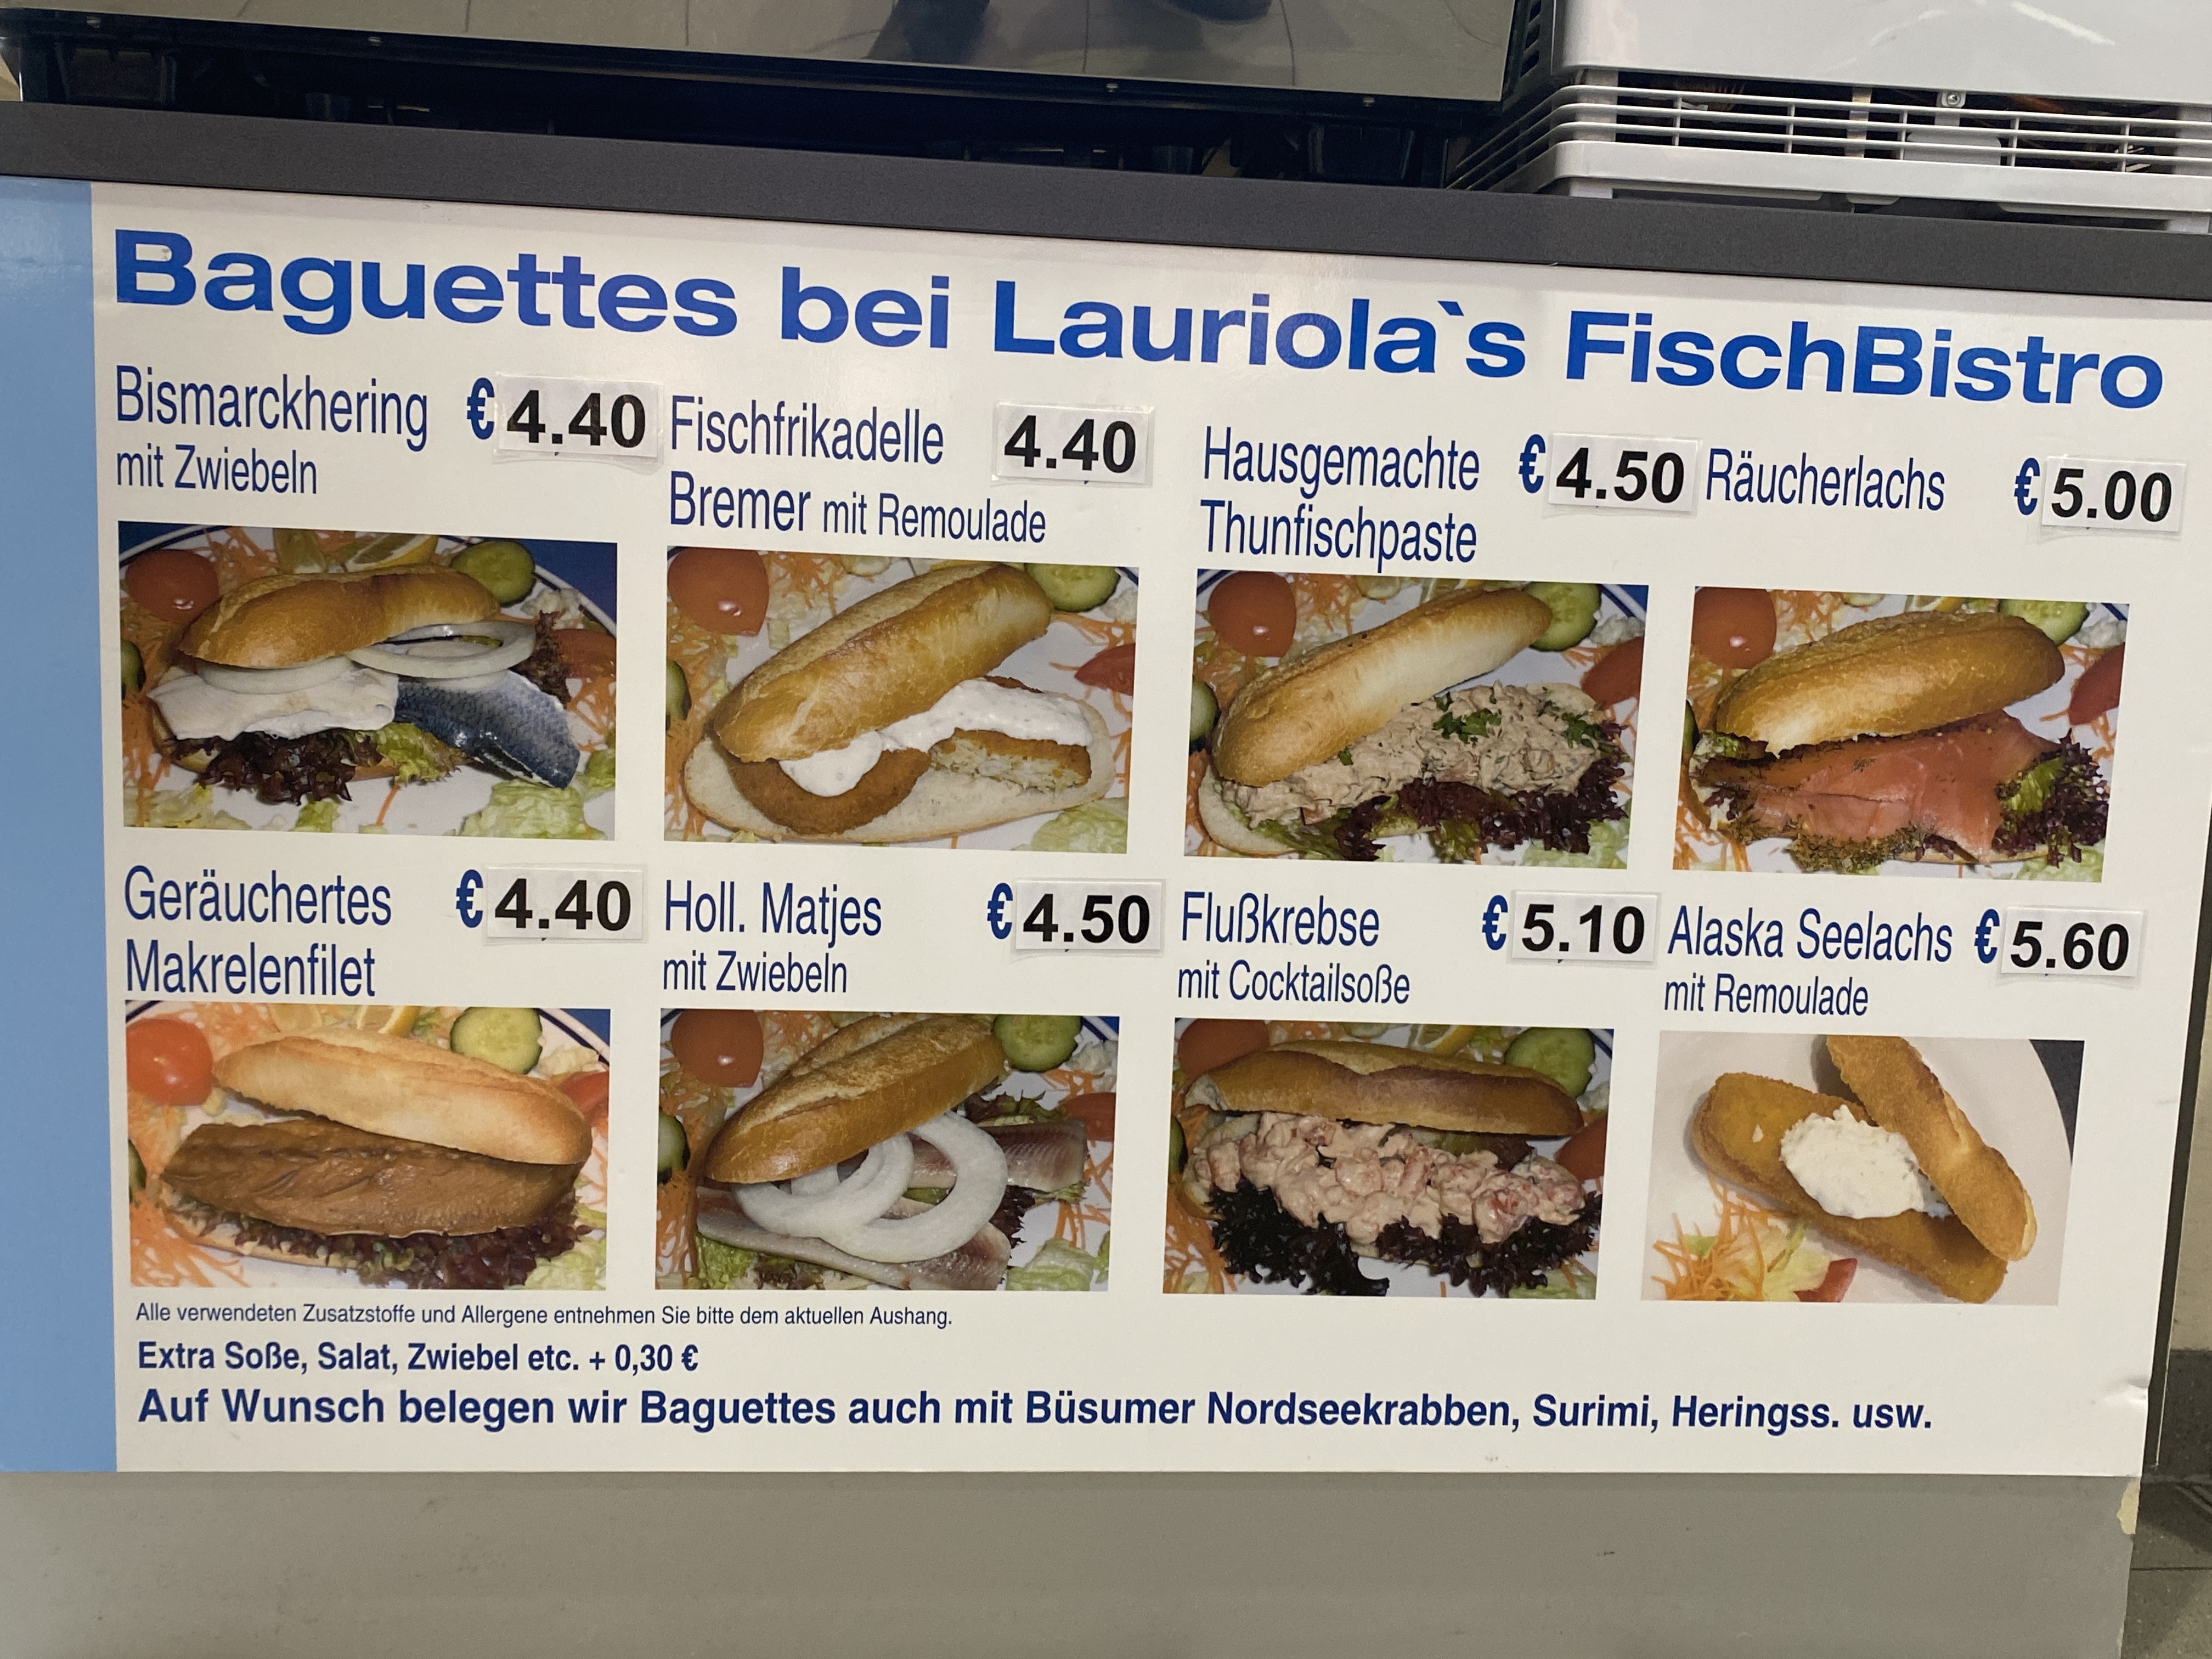 Baguettes bei Lauriola`s FischBistro
Bismarckhering € 4.40
mit Zwiebeln
Fischfrikadelle 4.40
Bremer mit Remoulade
Hausgemachte € 4.50
Thunfischpaste
Räucherlachs € 5.00
Geräuchertes € 4.40
Makrelenfilet
Holl. Matjes € 4.50
mit Zwiebeln
Flußkrebse € 5.10
mit Cocktailsoße
Alaska Seelachs € 5.60
mit Remoulade
Alle verwendeten Zusatzstoffe und Allergene entnehmen Sie bitte dem aktuellen Aushang.
Extra Soße, Salat, Zwiebel etc. + 0,30 €
Auf Wunsch belegen wir Baguettes auch mit Büsumer Nordseekrabben, Surimi, Heringss. usw.